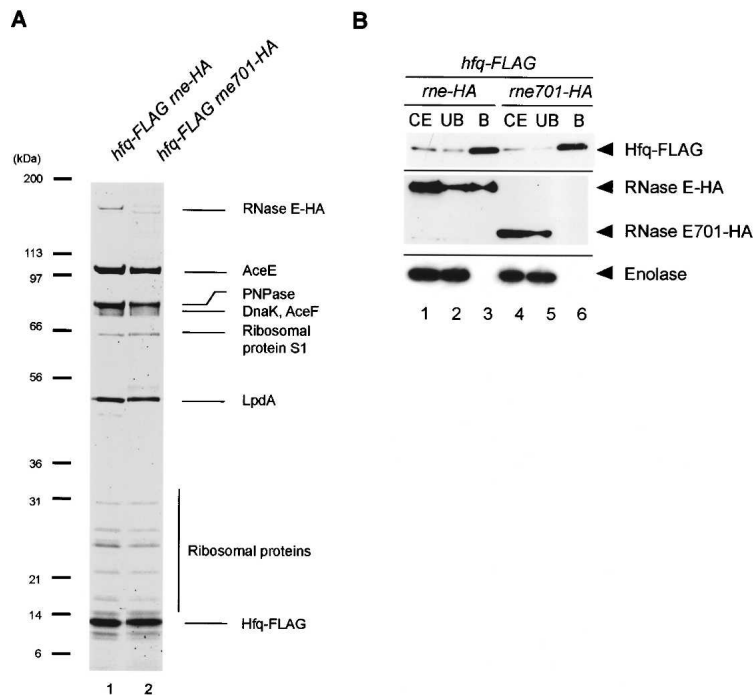 A
hfq-FLAG rne-HA
hfq-FLAG rne701-HA
(kDa)
200
113
97
66
56
36
31
21
14
6
RNase E-HA
AceE
PNPase
DnaK, AceF
Ribosomal
protein S1
LpdA
Ribosomal proteins
Hfq-FLAG
1 2
B
hfq-FLAG
rne-HA rne701-HA
CE UB B CE UB B
Hfq-FLAG
RNase E-HA
RNase E701-HA
Enolase
1 2 3 4 5 6